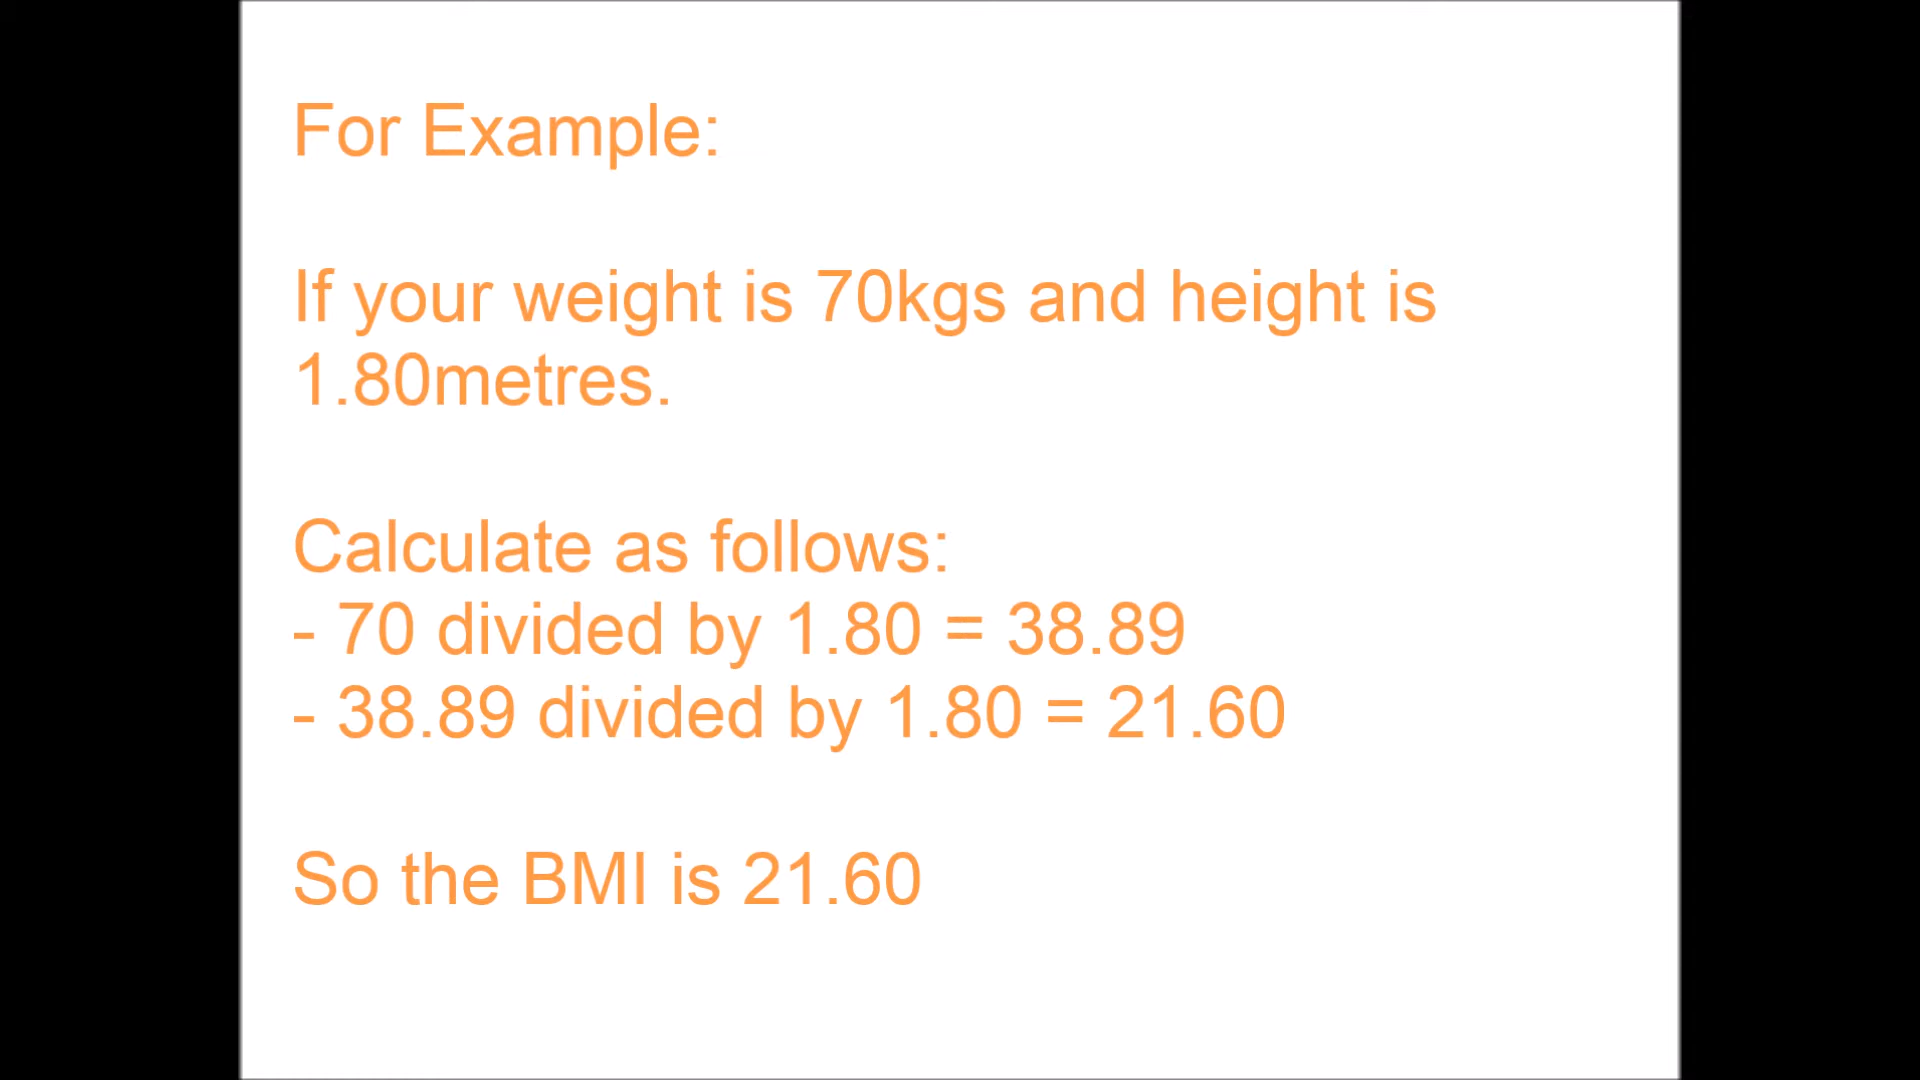 For Example:
If your weight is 70kgs and height is
1.80metres.
Calculate as follows:
- 70 divided by 1.80 = 38.89
- 38.89 divided by 1.80 = 21.60
So the BMI is 21.60